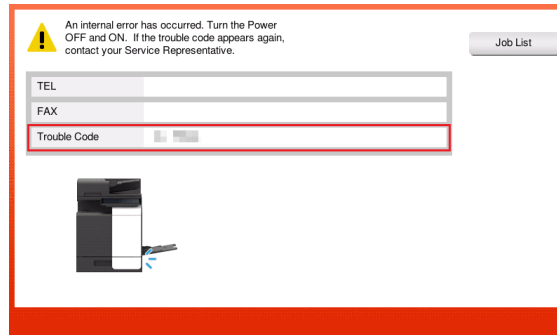 An internal error has occurred. Turn the Power
OFF and ON. If the trouble code appears again,
contact your Service Representative.
Job List
TEL
FAX
Trouble Code